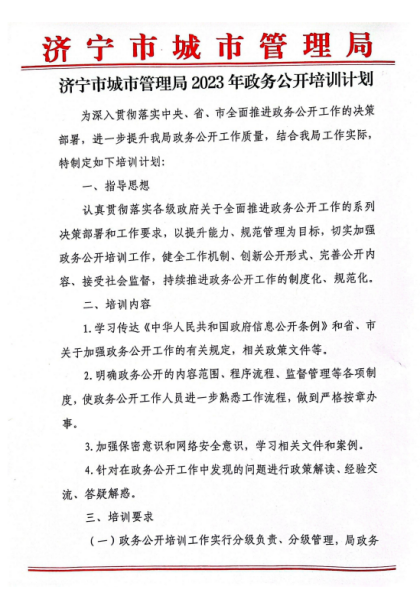 济宁市城市管理局
济宁市城市管理局 2023 年政务公开培训计划
为深入贯彻落实中央、省、市全面推进政务公开工作的决策
部署，进一步提升我局政务公开工作质量，结合我局工作实际，
特制定如下培训计划：
一、指导思想
认真贯彻落实各级政府关于全面推进政务公开工作的系列
决策部署和工作要求，以提升能力、规范管理为目标，切实加强
政务公开培训工作，健全工作机制、创新公开形式、完善公开内
容、接受社会监督，持续推进政务公开工作的制度化、规范化。
二、培训内容
1.学习传达《中华人民共和国政府信息公开条例》和省、市
关于加强政务公开工作的有关规定，相关政策文件等。
2.明确政务公开的内容范围、程序流程、监督管理等各项制
度，使政务公开工作人员进一步熟悉工作流程，做到严格按章办
事。
3.加强保密意识和网络安全意识，学习相关文件和案例。
4.针对在政务公开工作中发现的问题进行政策解读、经验交
流、答疑解惑。
三、培训要求
（一）政务公开培训工作实行分级负责、分级管理，局政务